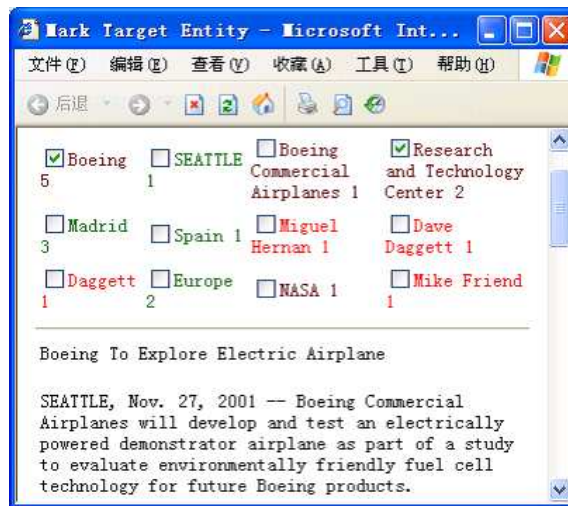 Mark Target Entity - Microsoft Int...
文件(F) 编辑(E) 查看(V) 收藏(A) 工具(T) 帮助(H)
后退
Boeing 5 SEATTLE 1 Boeing Commercial Airplanes 1 Research and Technology Center 2
Madrid 3 Spain 1 Miguel Hernan 1 Dave Daggett 1
Daggett 1 Europe 2 NASA 1 Mike Friend 1
Boeing To Explore Electric Airplane
SEATTLE, Nov. 27, 2001 -- Boeing Commercial
Airplanes will develop and test an electrically
powered demonstrator airplane as part of a study
to evaluate environmentally friendly fuel cell
technology for future Boeing products.